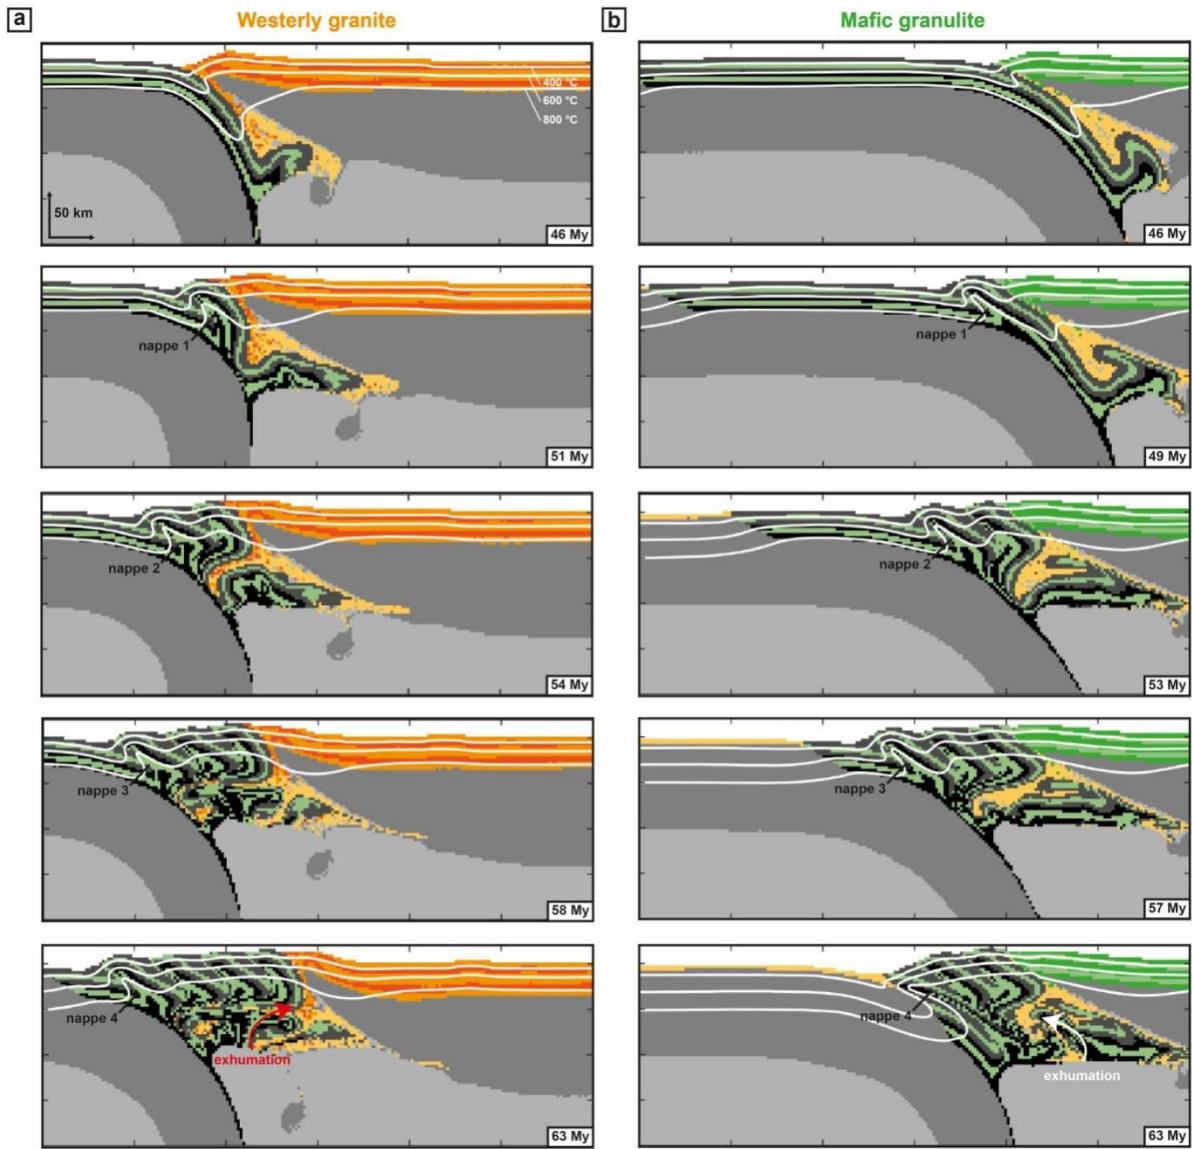 a Westerly granite
b Mafic granulite
400 °C
600 °C
800 °C
50 km
46 My
46 My
nappe 1
51 My
nappe 1
49 My
nappe 2
54 My
nappe 2
53 My
nappe 3
58 My
nappe 3
57 My
nappe 4
exhumation
63 My
nappe 4
exhumation
63 My